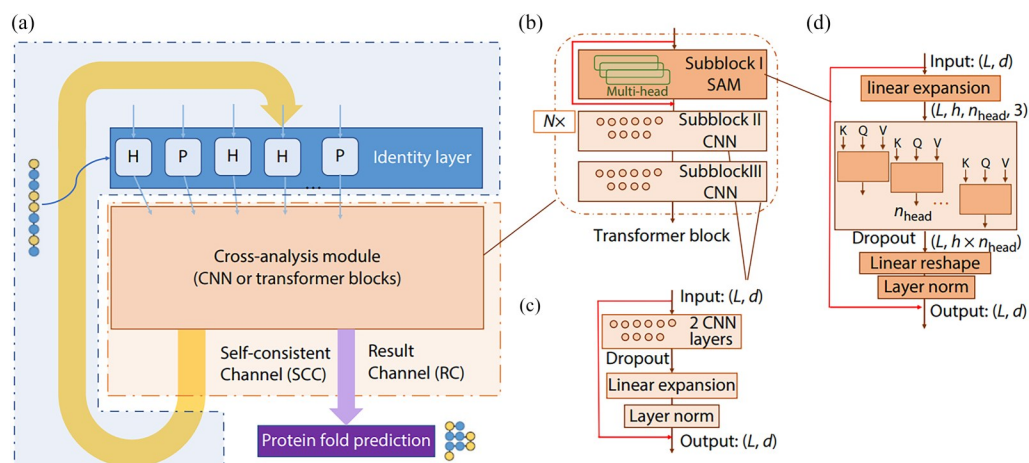 (a)
H P H H P
...
Identity layer
Cross-analysis module
(CNN or transformer blocks)
Self-consistent
Channel (SCC)
Result
Channel (RC)
Protein fold prediction
(b)
Subblock I
SAM
Multi-head
N×
Subblock II
CNN
SubblockIII
CNN
Transformer block
(c)
Input: (L, d)
2 CNN
layers
Dropout
Linear expansion
Layer norm
Output: (L, d)
(d)
Input: (L, d)
linear expansion
(L, h, nhead, 3)
K Q V
K Q V
K Q V
...
nhead
Dropout
(L, h × nhead)
Linear reshape
Layer norm
Output: (L, d)